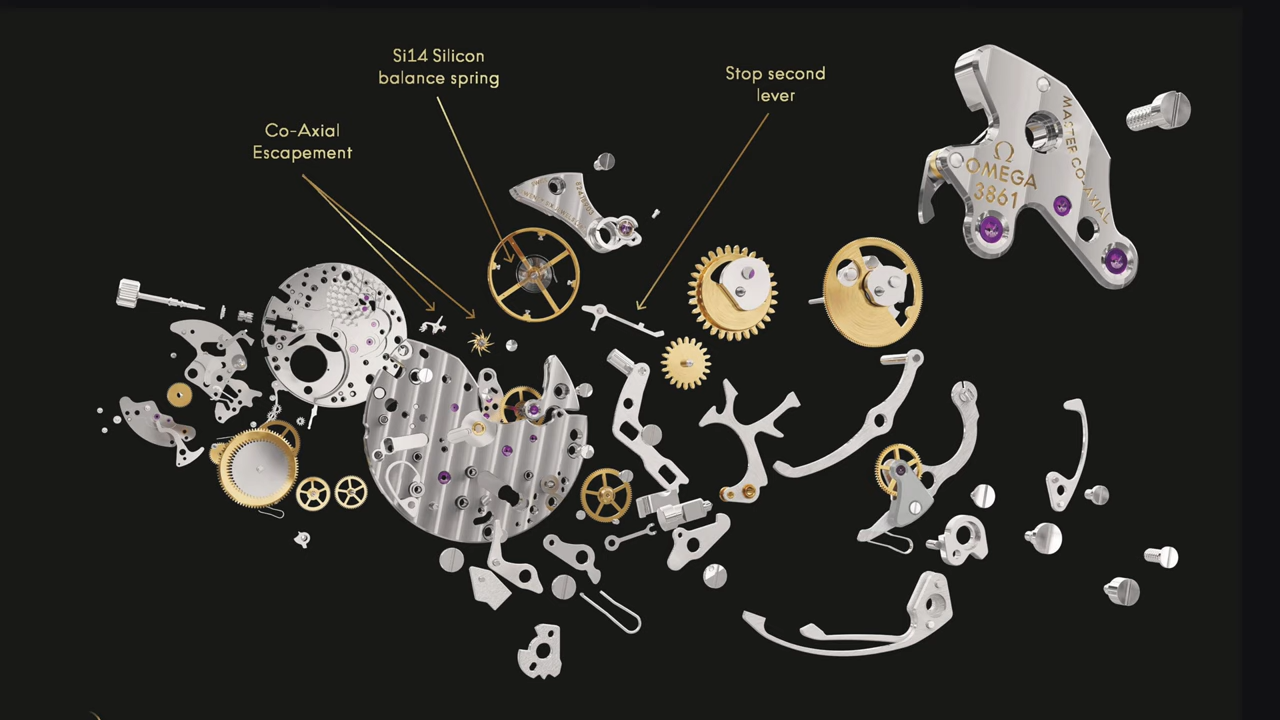 Si14 Silicon
balance spring
Stop second
lever
Co-Axial
Escapement
MASTER CO-AXIAL
Ω
OMEGA
3861